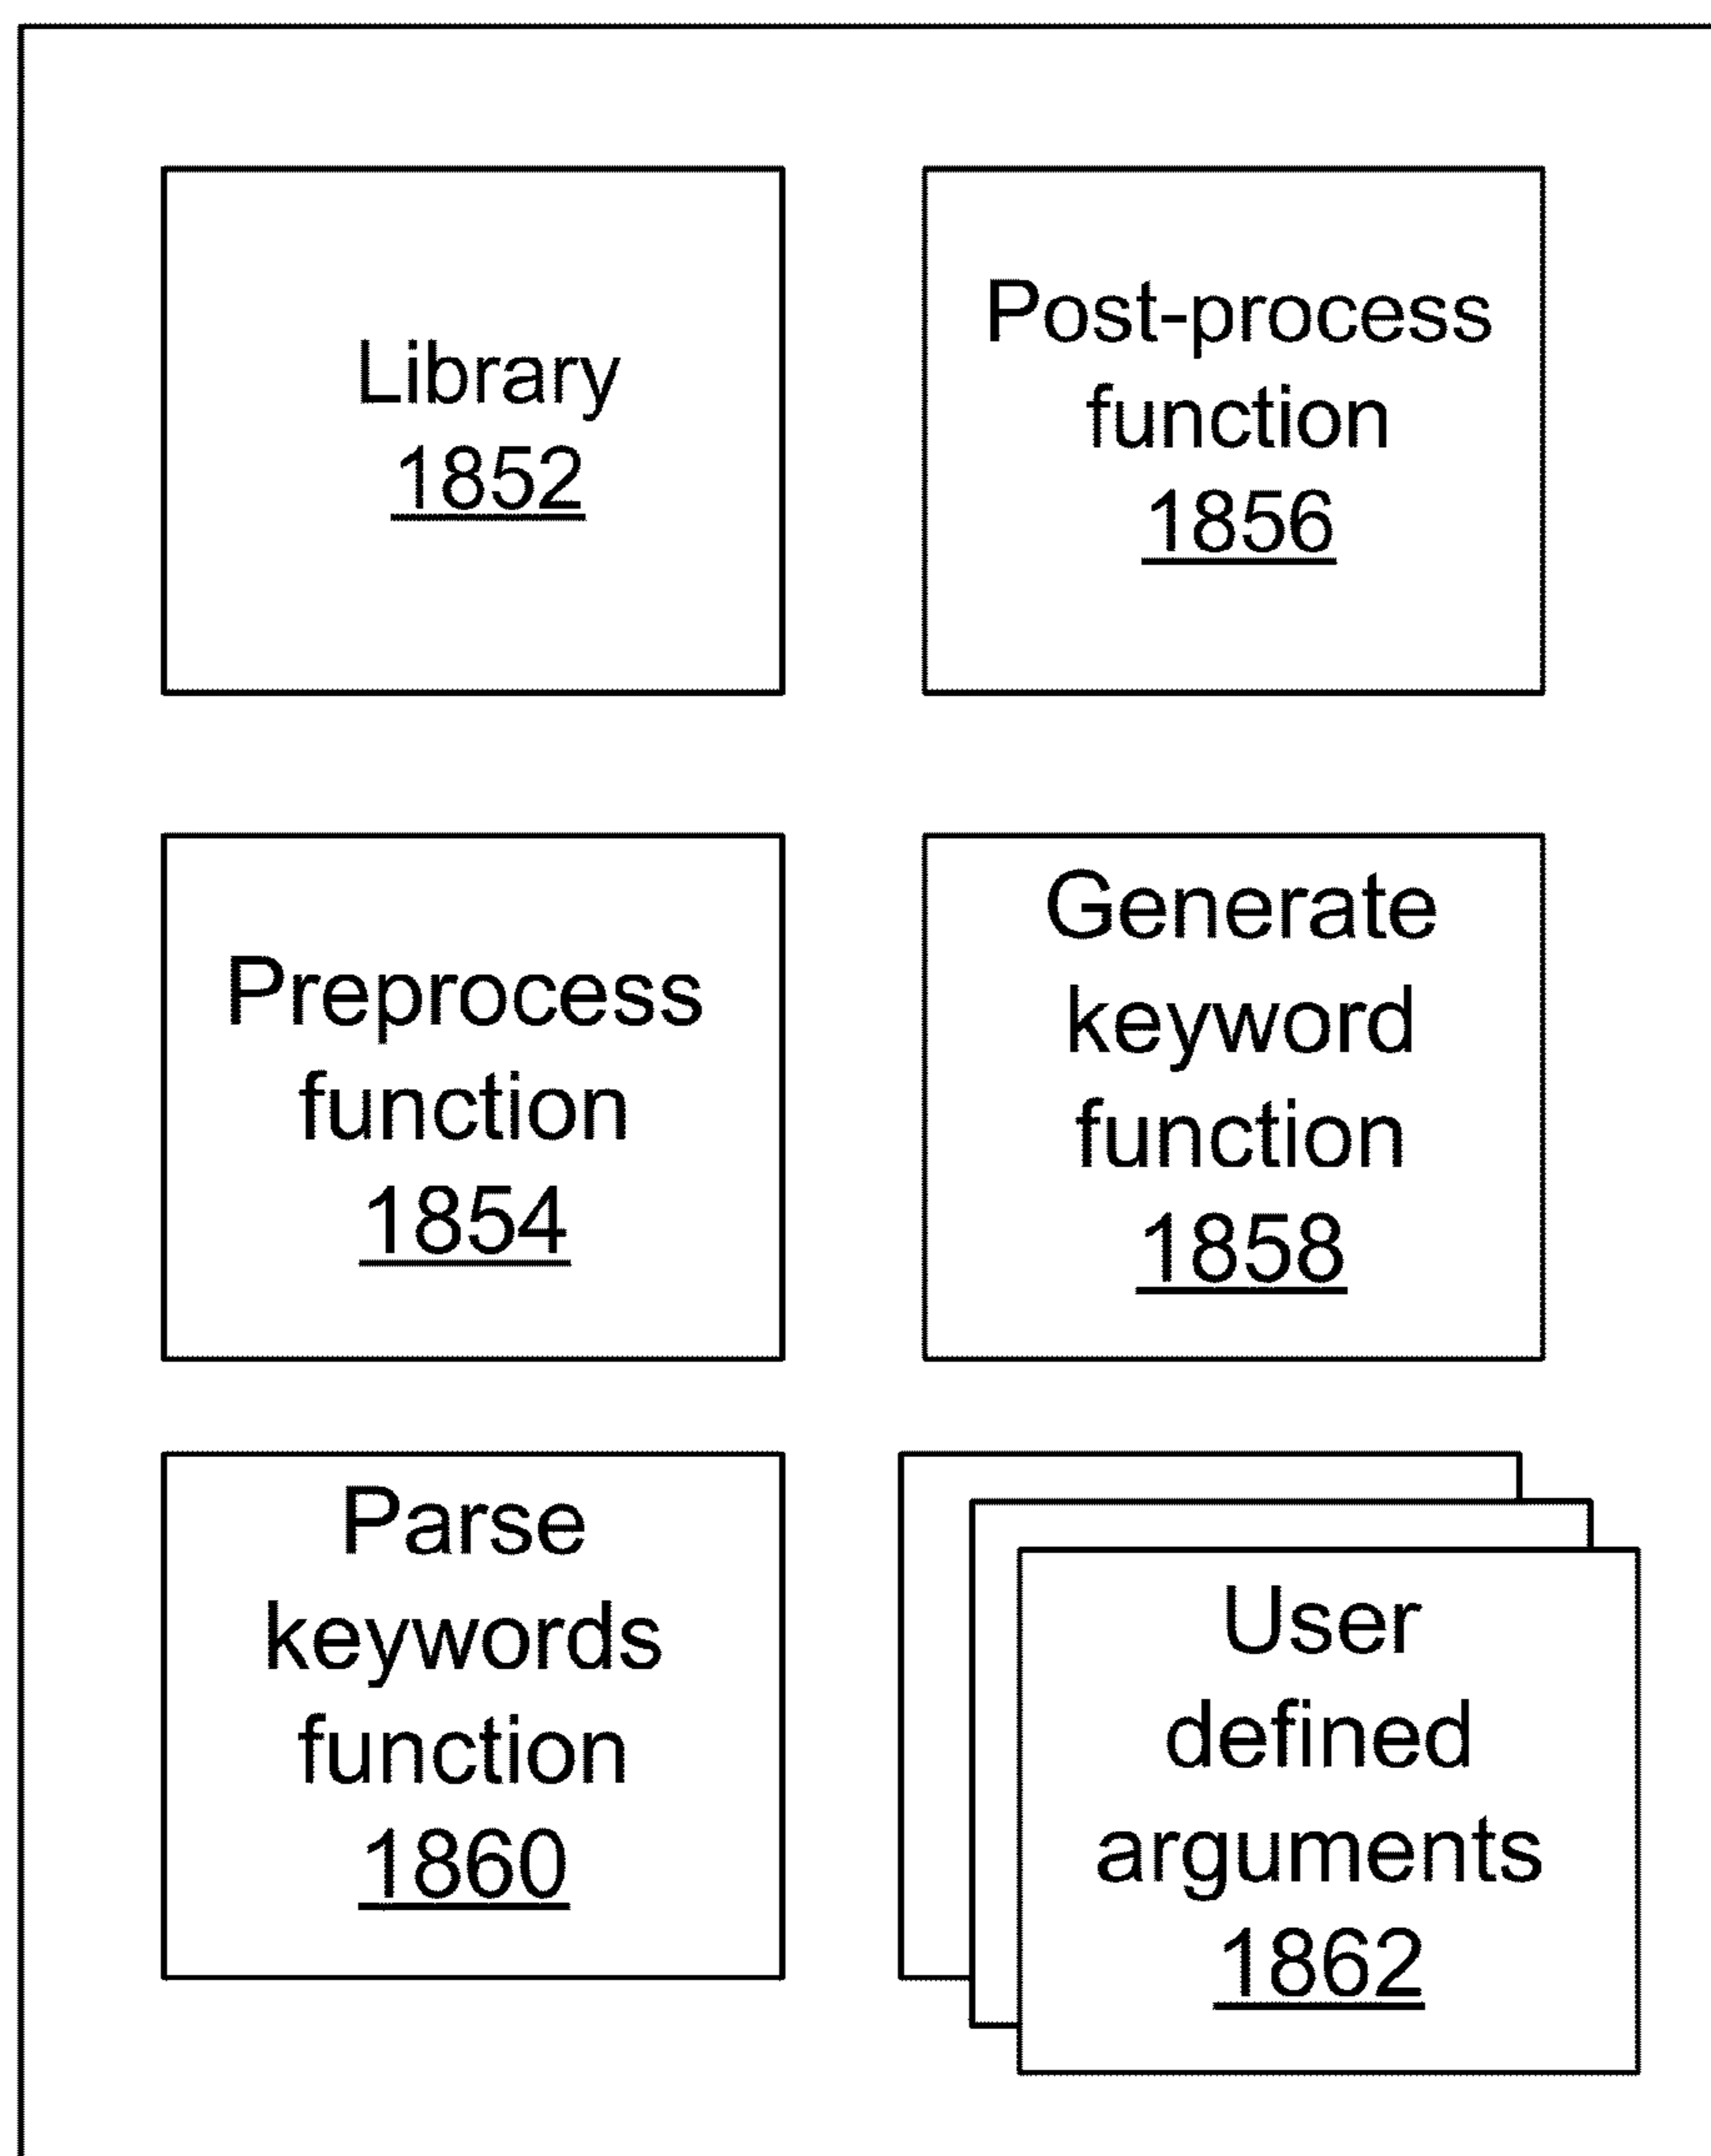 Library
1852
Post-process
function
1856
Preprocess
function
1854
Generate
keyword
function
1858
Parse
keywords
function
1860
User
defined
arguments
1862